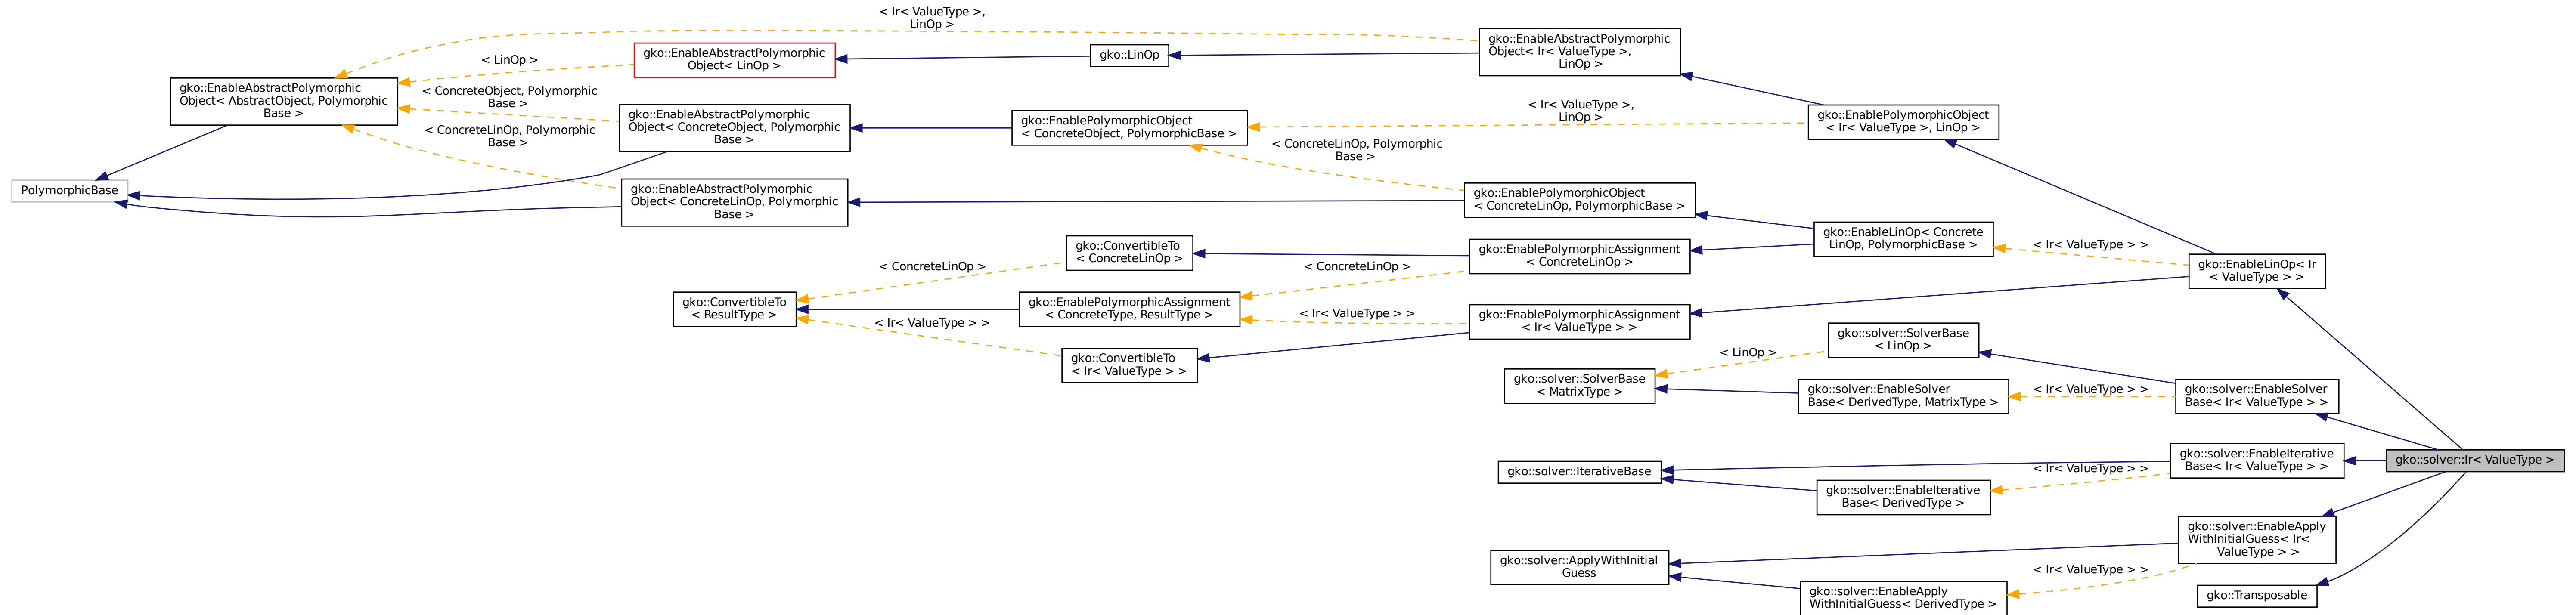 < Ir< ValueType >,
LinOp >
gko::EnableAbstractPolymorphic
Object< LinOp >
gko::LinOp
gko::EnableAbstractPolymorphic
Object< Ir< ValueType >,
LinOp >
< LinOp >
gko::EnableAbstractPolymorphic
Object< AbstractObject, Polymorphic
Base >
< ConcreteObject, Polymorphic
Base >
gko::EnableAbstractPolymorphic
Object< ConcreteObject, Polymorphic
Base >
gko::EnablePolymorphicObject
< ConcreteObject, PolymorphicBase >
< Ir< ValueType >,
LinOp >
gko::EnablePolymorphicObject
< Ir< ValueType >, LinOp >
< ConcreteLinOp, Polymorphic
Base >
< ConcreteLinOp, Polymorphic
Base >
PolymorphicBase
gko::EnableAbstractPolymorphic
Object< ConcreteLinOp, Polymorphic
Base >
gko::EnablePolymorphicObject
< ConcreteLinOp, PolymorphicBase >
gko::EnableLinOp< Concrete
LinOp, PolymorphicBase >
< Ir< ValueType > >
gko::ConvertibleTo
< ConcreteLinOp >
gko::EnablePolymorphicAssignment
< ConcreteLinOp >
gko::EnableLinOp< Ir
< ValueType > >
< ConcreteLinOp >
< ConcreteLinOp >
gko::ConvertibleTo
< ResultType >
gko::EnablePolymorphicAssignment
< ConcreteType, ResultType >
< Ir< ValueType > >
gko::EnablePolymorphicAssignment
< Ir< ValueType > >
< Ir< ValueType > >
gko::ConvertibleTo
< Ir< ValueType > >
gko::solver::SolverBase
< LinOp >
< LinOp >
gko::solver::SolverBase
< MatrixType >
gko::solver::EnableSolver
Base< DerivedType, MatrixType >
< Ir< ValueType > >
gko::solver::EnableSolver
Base< Ir< ValueType > >
gko::solver::IterativeBase
gko::solver::EnableIterative
Base< Ir< ValueType > >
gko::solver::Ir< ValueType >
< Ir< ValueType > >
gko::solver::EnableIterative
Base< DerivedType >
gko::solver::EnableApply
WithInitialGuess< Ir<
ValueType > >
gko::solver::ApplyWithInitial
Guess
< Ir< ValueType > >
gko::solver::EnableApply
WithInitialGuess< DerivedType >
gko::Transposable